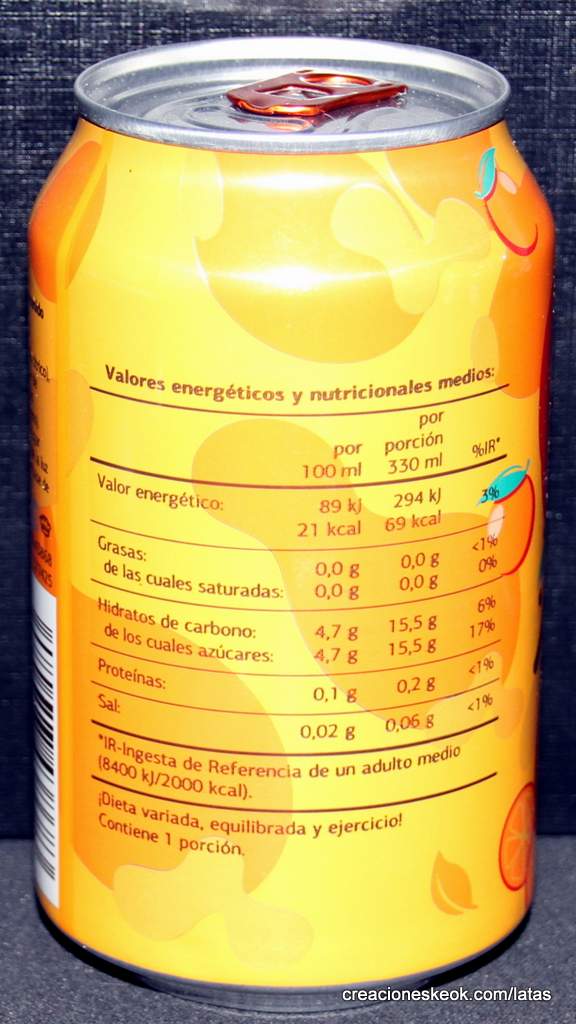 Valores energéticos y nutricionales medios:
por 100 ml por porción 330 ml %IR*
Valor energético: 89 kJ 294 kJ 3%
21 kcal 69 kcal
Grasas: 0,0 g 0,0 g <1%
de las cuales saturadas: 0,0 g 0,0 g 0%
Hidratos de carbono: 4,7 g 15,5 g 6%
de los cuales azúcares: 4,7 g 15,5 g 17%
Proteínas: 0,1 g 0,2 g <1%
Sal: 0,02 g 0,06 g <1%
*IR-Ingesta de Referencia de un adulto medio
(8400 kJ/2000 kcal).
¡Dieta variada, equilibrada y ejercicio!
Contiene 1 porción.
creacioneskeok.com/latas